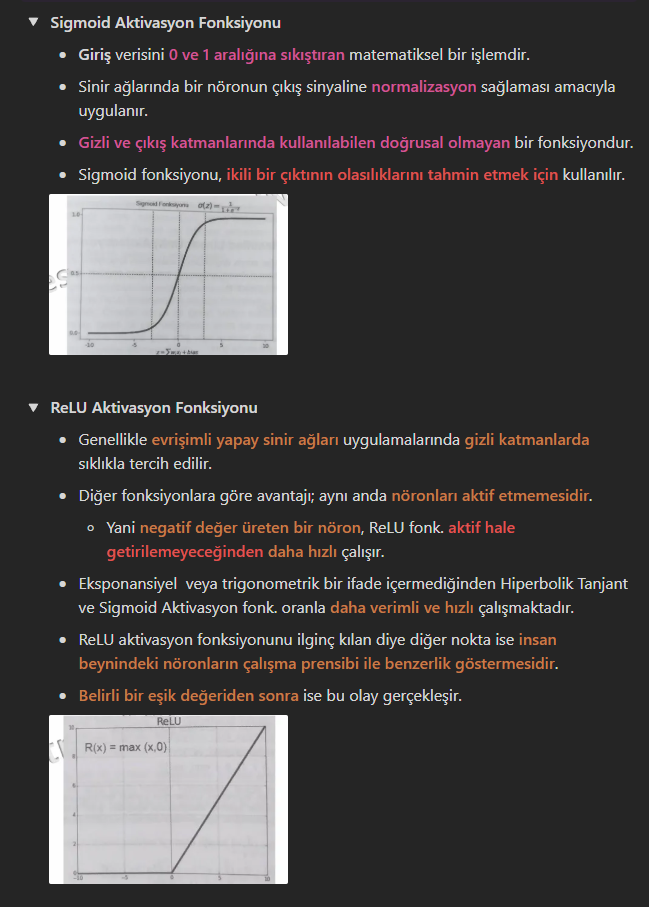 Sigmoid Aktivasyon Fonksiyonu
Giriş verisini 0 ve 1 aralığına sıkıştıran matematiksel bir işlemdir.
Sinir ağlarında bir nöronun çıkış sinyaline normalizasyon sağlaması amacıyla
uygulanır.
Gizli ve çıkış katmanlarında kullanılabilen doğrusal olmayan bir fonksiyondur.
Sigmoid fonksiyonu, ikili bir çıktının olasılıklarını tahmin etmek için kullanılır.
Sigmoid Fonksiyonu σ(z) = 1 / 1 + e^-z
1.0
0.5
0.0
-10 -5 0 5 10
+ bias
ReLU Aktivasyon Fonksiyonu
Genellikle evrişimli yapay sinir ağları uygulamalarında gizli katmanlarda
sıklıkla tercih edilir.
Diğer fonksiyonlara göre avantajı; aynı anda nöronları aktif etmemesidir.
Yani negatif değer üreten bir nöron, ReLU fonk. aktif hale
getirilemeyeceğinden daha hızlı çalışır.
Eksponansiyel veya trigonometrik bir ifade içermediğinden Hiperbolik Tanjant
ve Sigmoid Aktivasyon fonk. oranla daha verimli ve hızlı çalışmaktadır.
ReLU aktivasyon fonksiyonunu ilginç kılan diye diğer nokta ise insan
beynindeki nöronların çalışma prensibi ile benzerlik göstermesidir.
Belirli bir eşik değeriden sonra ise bu olay gerçekleşir.
ReLU
R(x) = max (x,0)
10
8
6
4
2
0
-10 -5 0 5 10